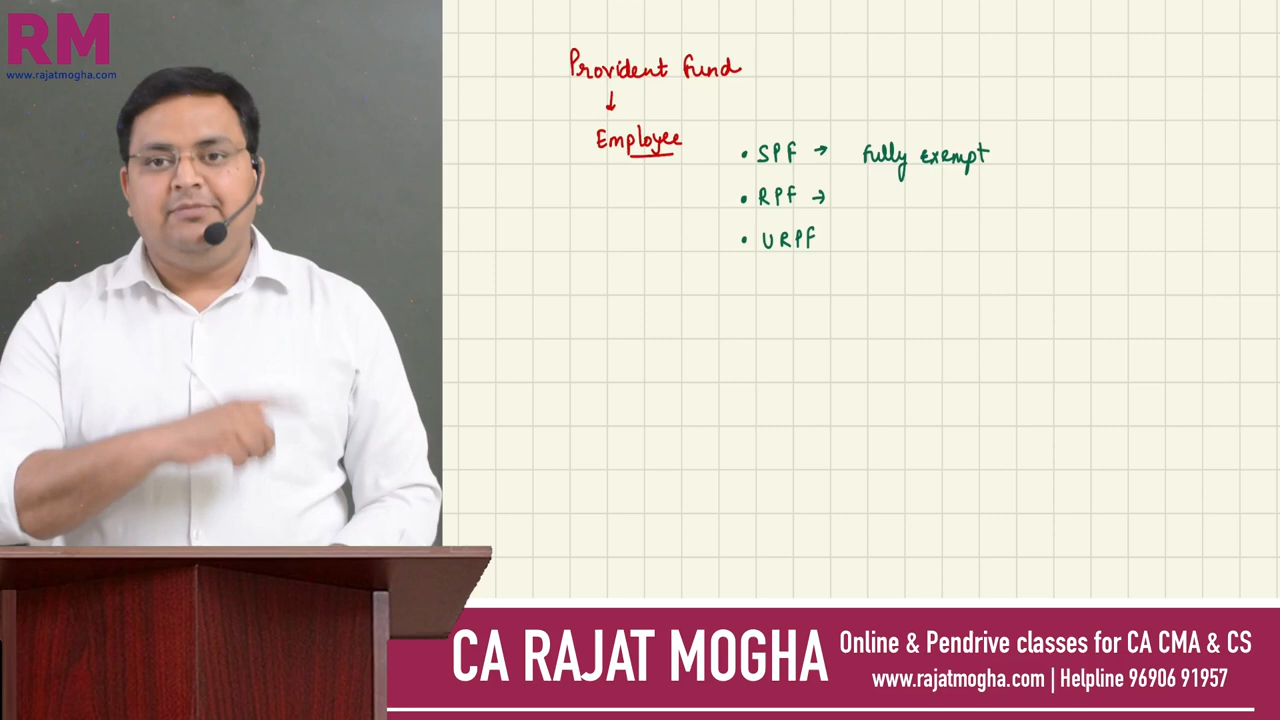 RM
www.rajatmogha.com
Provident fund
↓
Employee
• SPF → fully exempt
• RPF →
• URPF
CA RAJAT MOGHA
Online & Pendrive classes for CA CMA & CS
www.rajatmogha.com | Helpline 96906 91957